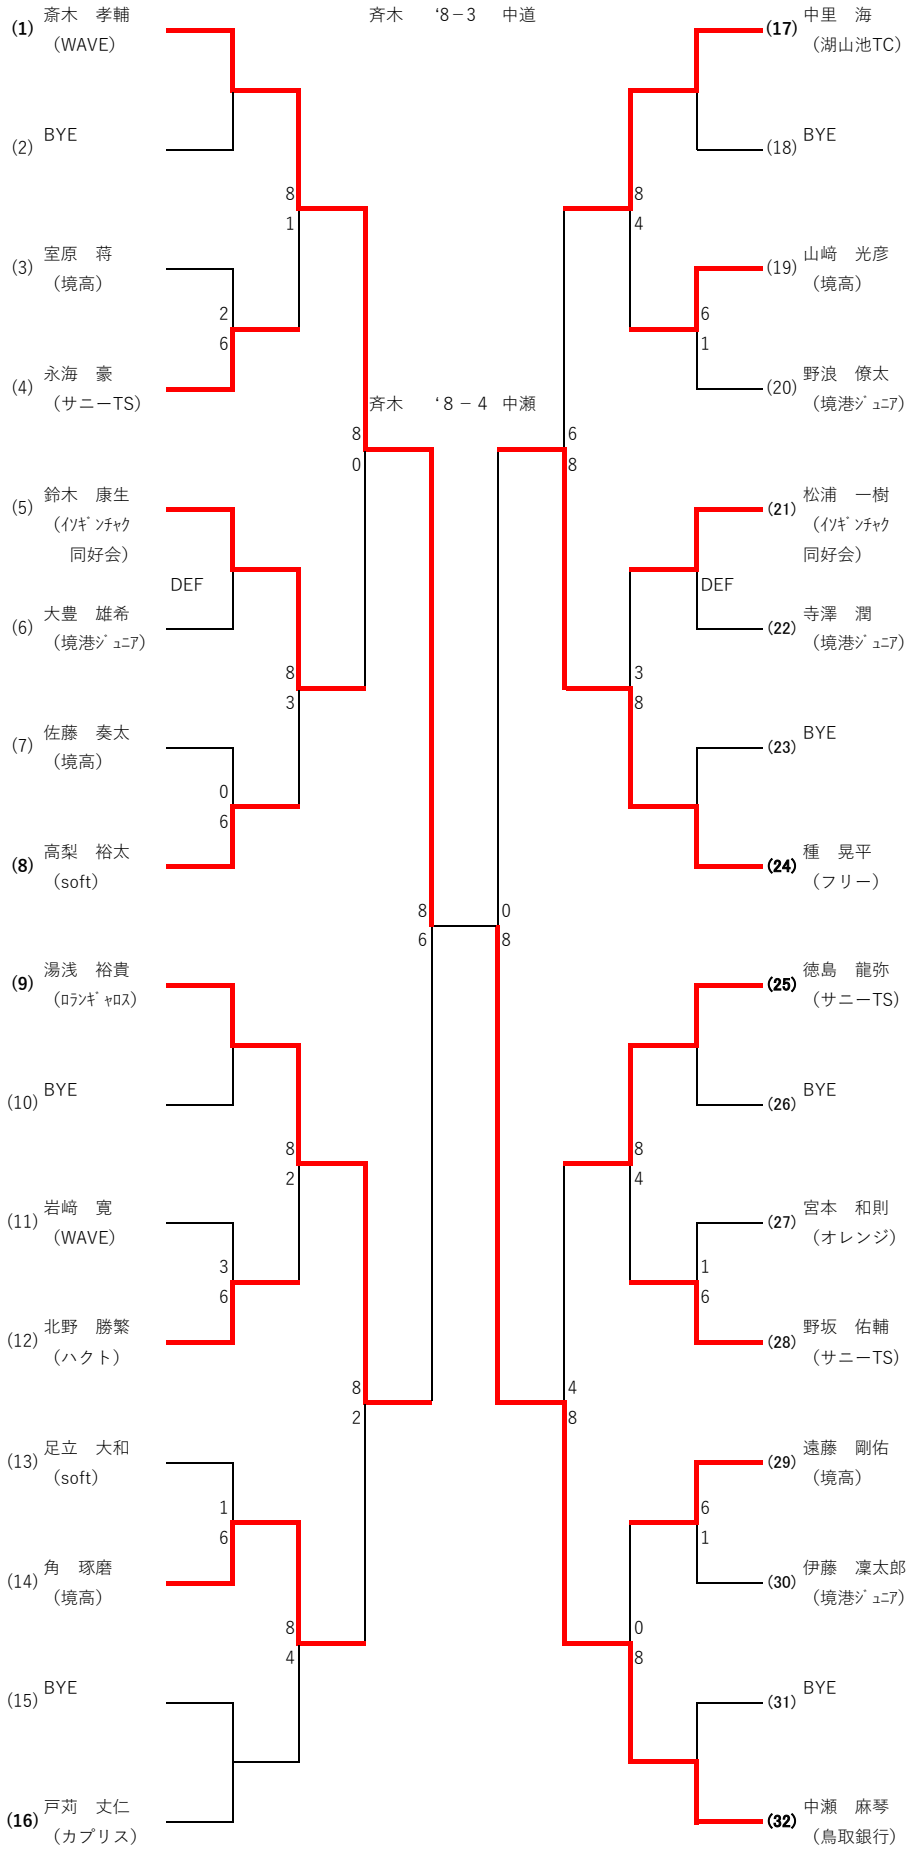 斉木　‘8－3　中道
(1) 斎木　孝輔
（WAVE）
(2) BYE
8
1
(3) 室原　蒋
（境高）
2
6
(4) 永海　豪
（サニーTS）
斉木　‘8 － 4　中瀬
8
0
(5) 鈴木　康生
（ｲｿｷﾞﾝﾁｬｸ
同好会）
DEF
(6) 大豊　雄希
（境港ｼﾞｭﾆｱ）
8
3
(7) 佐藤　奏太
（境高）
0
6
(8) 高梨　裕太
（soft）
8
6
(9) 湯浅　裕貴
（ﾛﾗﾝｷﾞｬﾛｽ）
(10) BYE
8
2
(11) 岩﨑　寛
（WAVE）
3
6
(12) 北野　勝繁
（ハクト）
8
2
(13) 足立　大和
（soft）
1
6
(14) 角　琢磨
（境高）
8
4
(15) BYE
(16) 戸苅　丈仁
（カプリス）
(17) 中里　海
（湖山池TC）
(18) BYE
8
4
(19) 山﨑　光彦
（境高）
6
1
(20) 野浪　僚太
（境港ｼﾞｭﾆｱ）
6
8
(21) 松浦　一樹
（ｲｿｷﾞﾝﾁｬｸ
同好会）
DEF
(22) 寺澤　潤
（境港ｼﾞｭﾆｱ）
3
8
(23) BYE
(24) 種　晃平
（フリー）
0
8
(25) 徳島　龍弥
（サニーTS）
(26) BYE
8
4
(27) 宮本　和則
（オレンジ）
1
6
(28) 野坂　佑輔
（サニーTS）
4
8
(29) 遠藤　剛佑
（境高）
6
1
(30) 伊藤　凜太郎
（境港ｼﾞｭﾆｱ）
0
8
(31) BYE
(32) 中瀬　麻琴
（鳥取銀行）